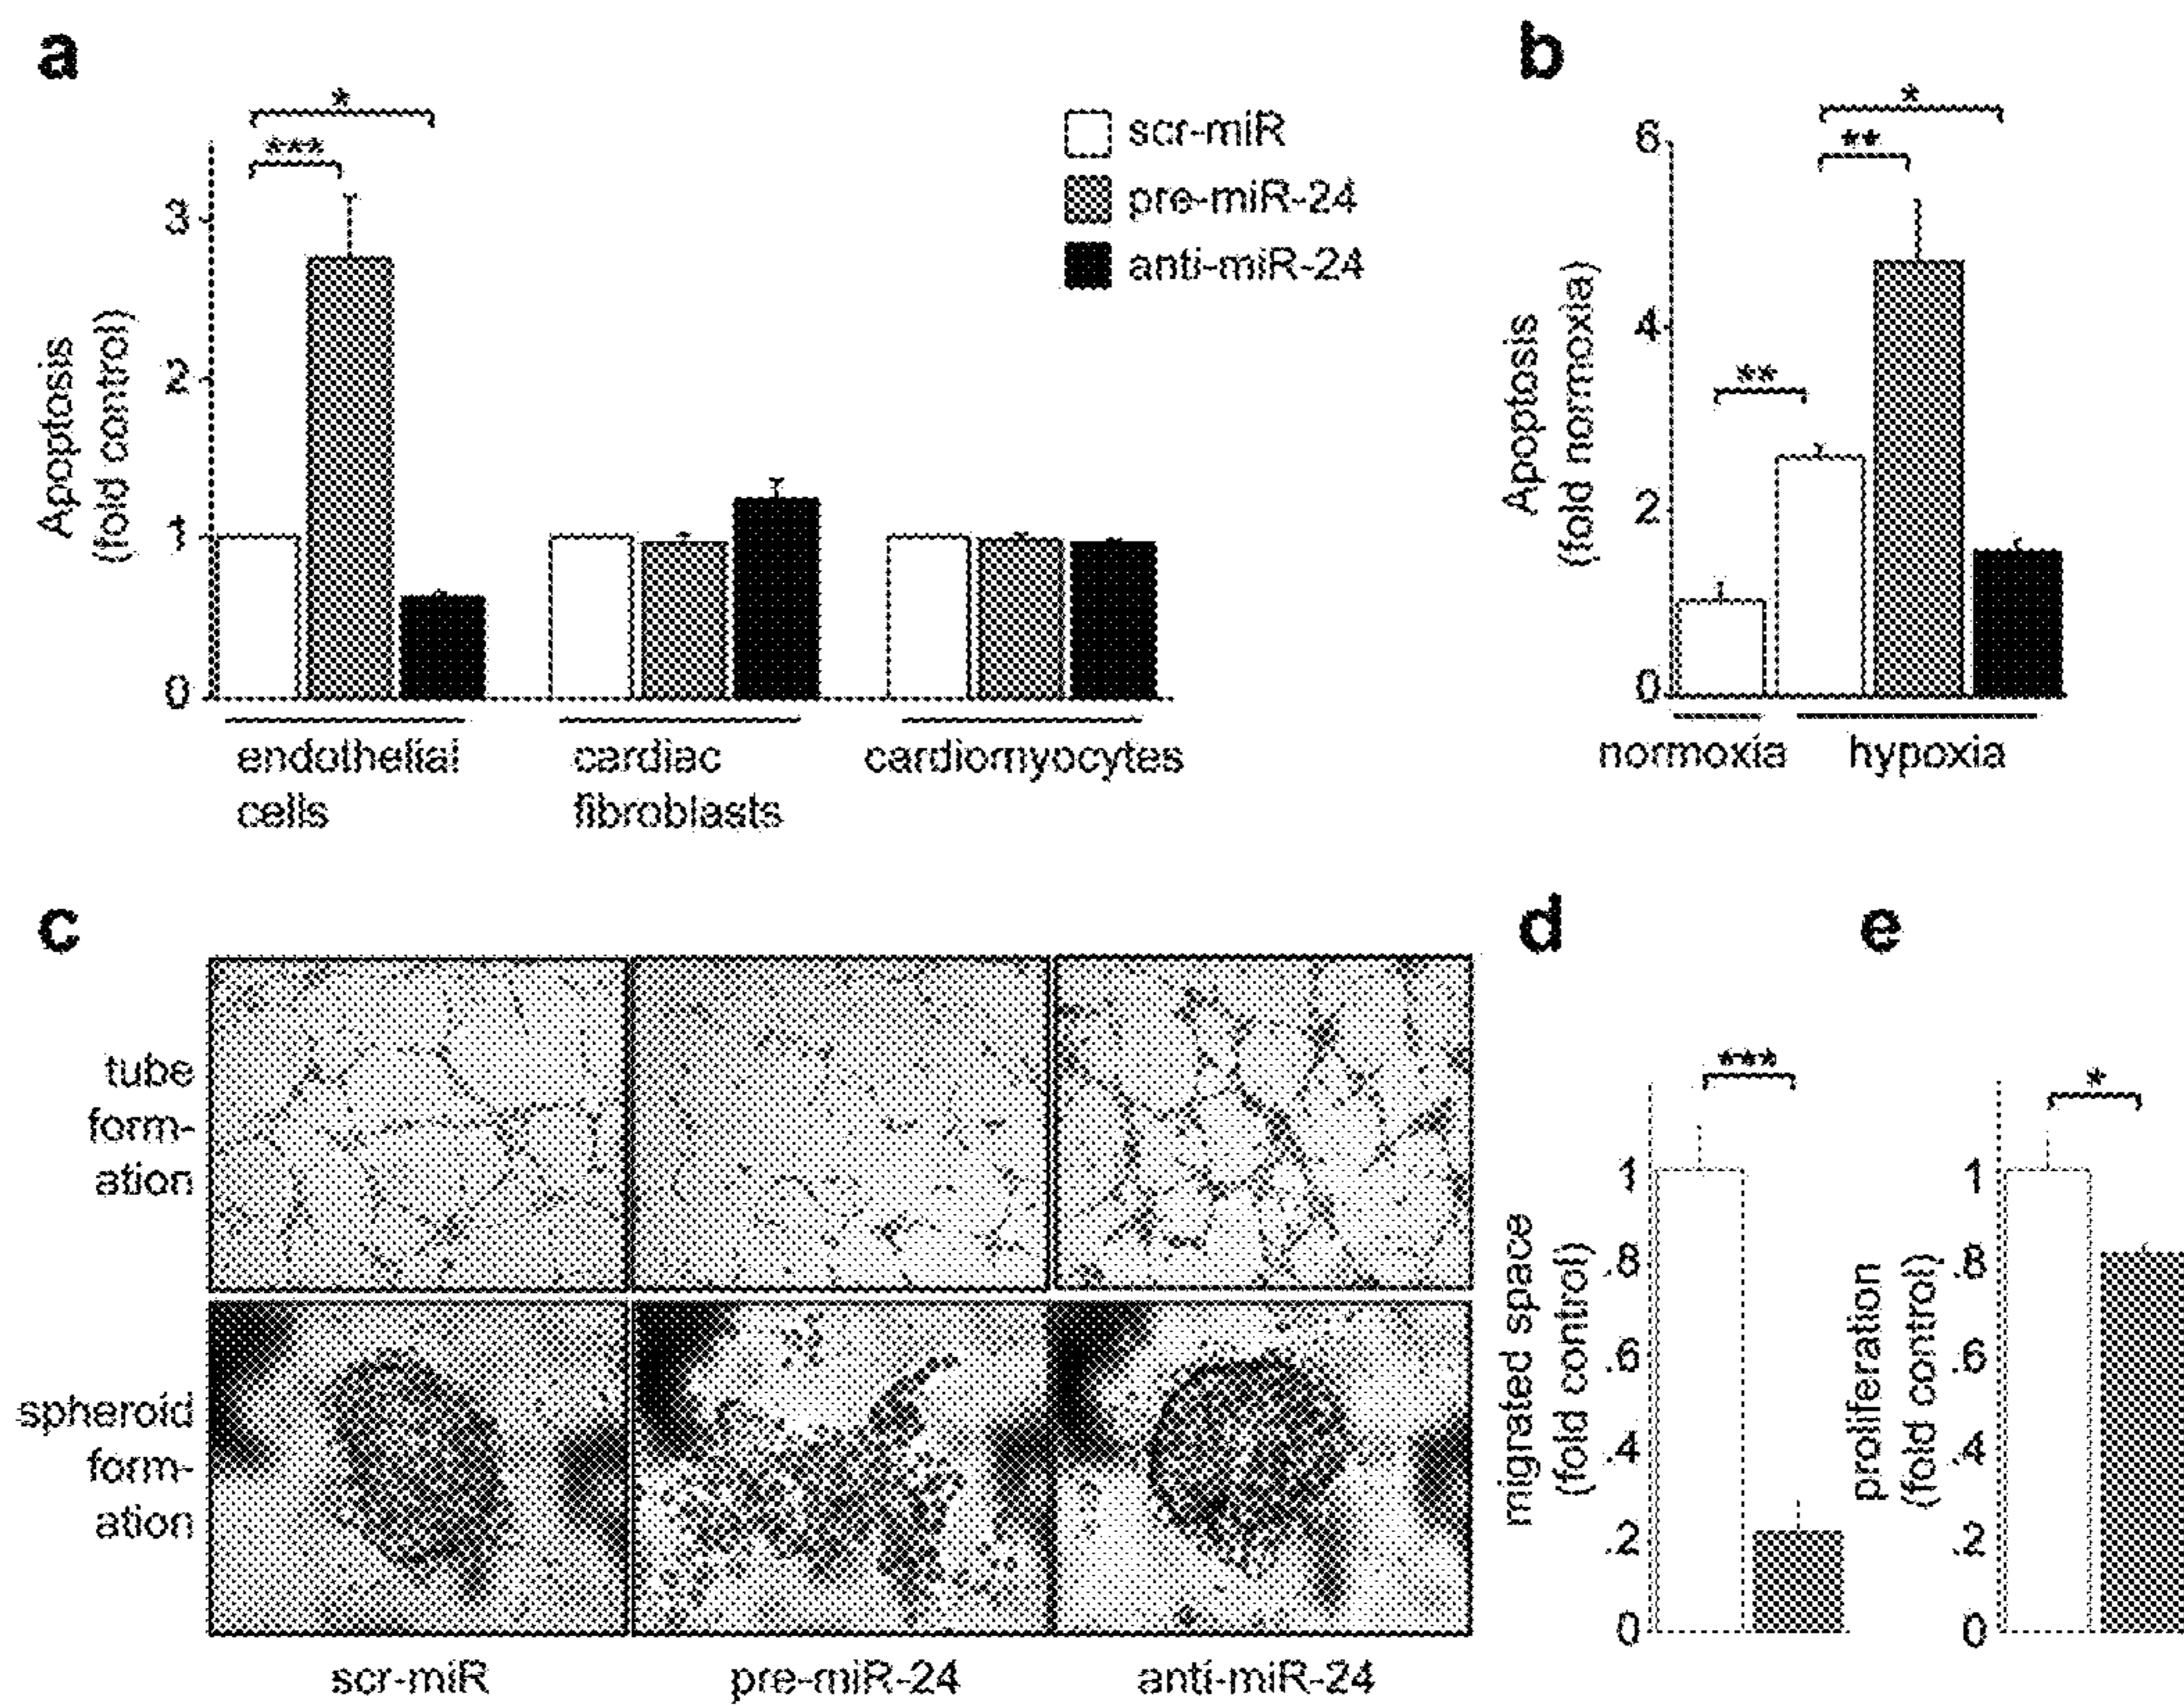 a
*
***
Apoptosis
(fold control)
3
2
1
0
endothelial
cells
cardiac
fibroblasts
cardiomyocytes
scr-miR
pre-miR-24
anti-miR-24
b
*
**
**
Apoptosis
(fold normoxia)
6
4
2
0
normoxia
hypoxia
c
tube
form-
ation
spheroid
form-
ation
scr-miR
pre-miR-24
anti-miR-24
d
***
migrated space
(fold control)
1
.8
.6
.4
.2
0
e
*
proliferation
(fold control)
1
.8
.6
.4
.2
0